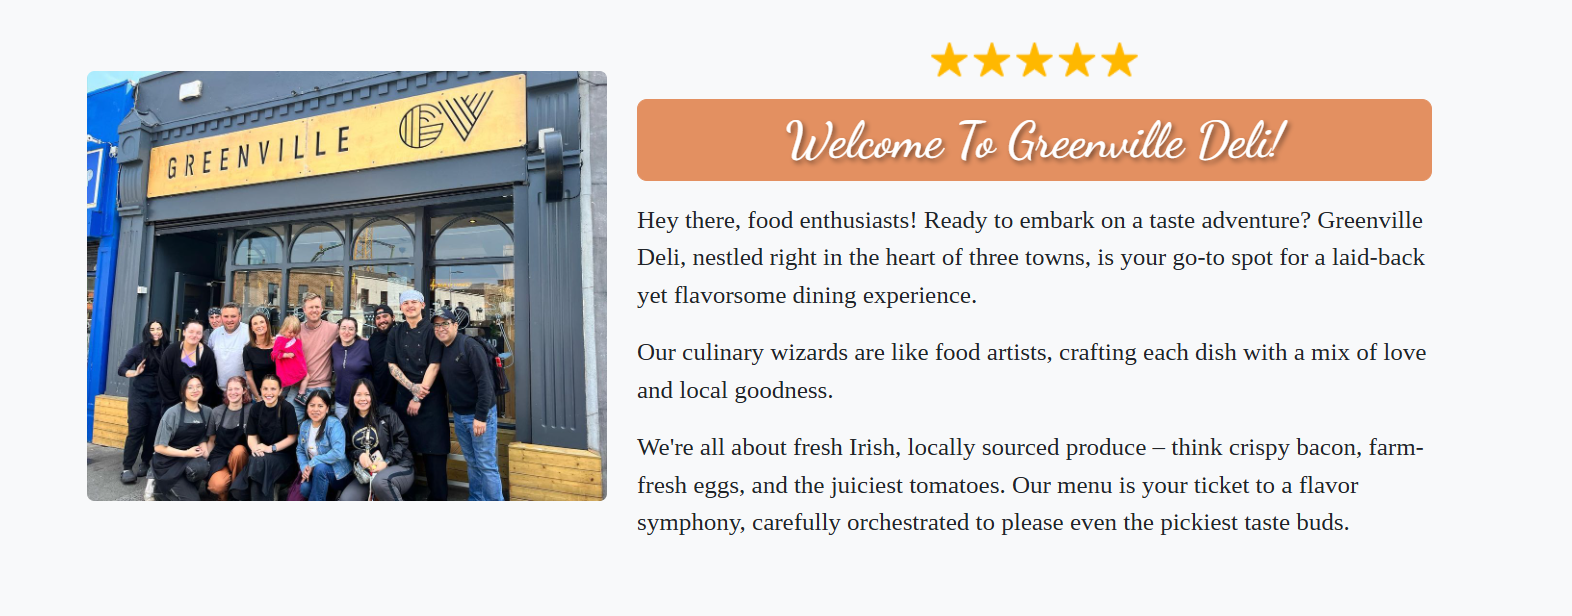 GREENVILLE GV
Welcome To Greenville Deli!
Hey there, food enthusiasts! Ready to embark on a taste adventure? Greenville
Deli, nestled right in the heart of three towns, is your go-to spot for a laid-back
yet flavorsome dining experience.
Our culinary wizards are like food artists, crafting each dish with a mix of love
and local goodness.
We're all about fresh Irish, locally sourced produce – think crispy bacon, farm-
fresh eggs, and the juiciest tomatoes. Our menu is your ticket to a flavor
symphony, carefully orchestrated to please even the pickiest taste buds.